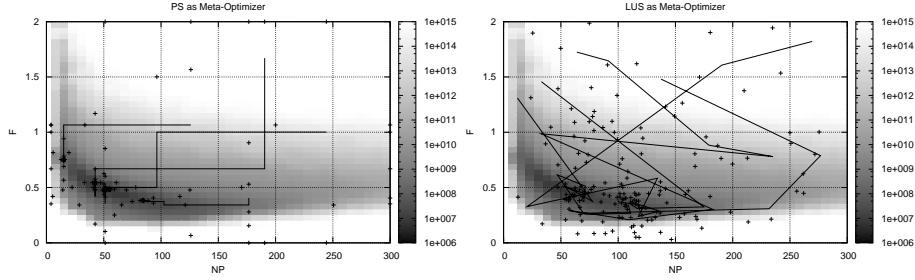 PS as Meta-Optimizer
F
2
1.5
1
0.5
0
0
50
100
150
200
250
300
NP
1e+015
1e+014
1e+013
1e+012
1e+011
1e+010
1e+009
1e+008
1e+007
1e+006
LUS as Meta-Optimizer
F
2
1.5
1
0.5
0
0
50
100
150
200
250
300
NP
1e+015
1e+014
1e+013
1e+012
1e+011
1e+010
1e+009
1e+008
1e+007
1e+006